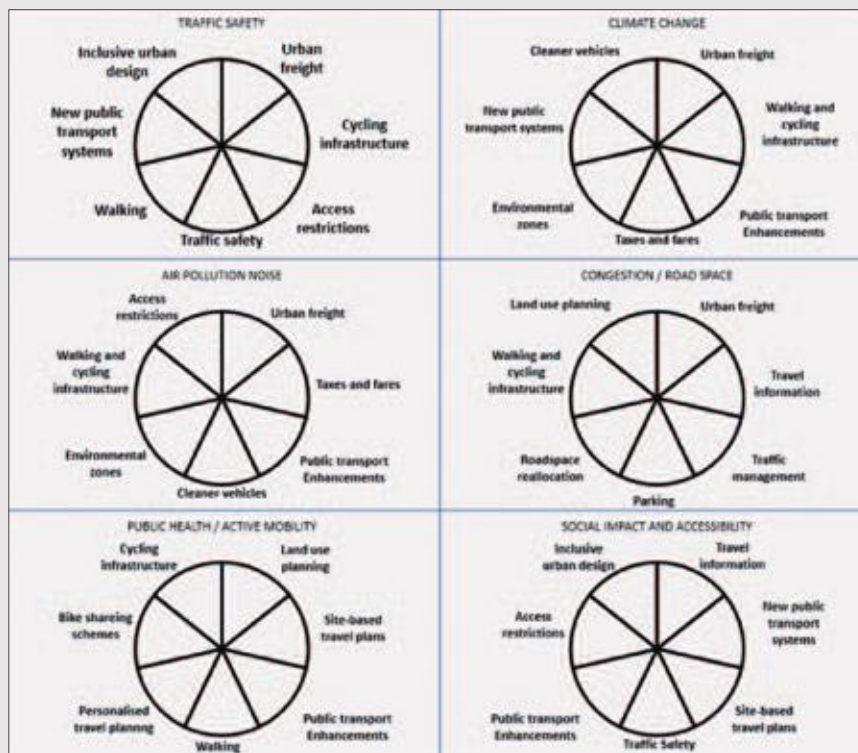 TRAFFIC SAFETY
Inclusive urban
design
Urban
freight
New public
transport
systems
Cycling
infrastructure
Walking
Access
restrictions
Traffic safety
CLIMATE CHANGE
Cleaner vehicles
Urban freight
New public
transport systems
Walking and
cycling
infrastructure
Environmental
zones
Public transport
Enhancements
Taxes and fares
AIR POLLUTION NOISE
Access
restrictions
Urban freight
Walking and
cycling
infrastructure
Taxes and fares
Environmental
zones
Public transport
Enhancements
Cleaner vehicles
CONGESTION / ROAD SPACE
Land use planning
Urban freight
Walking and
cycling
infrastructure
Travel
information
Roadspace
reallocation
Traffic
management
Parking
PUBLIC HEALTH / ACTIVE MOBILITY
Cycling
infrastructure
Land use
planning
Bike shareing
schemes
Site-based
travel plans
Personalised
travel plannng
Public transport
Enhancements
Walking
SOCIAL IMPACT AND ACCESSIBILITY
Inclusive
urban design
Travel
information
Access
restrictions
New public
transport
systems
Public transport
Enhancements
Site-based
travel plans
Traffic Safety